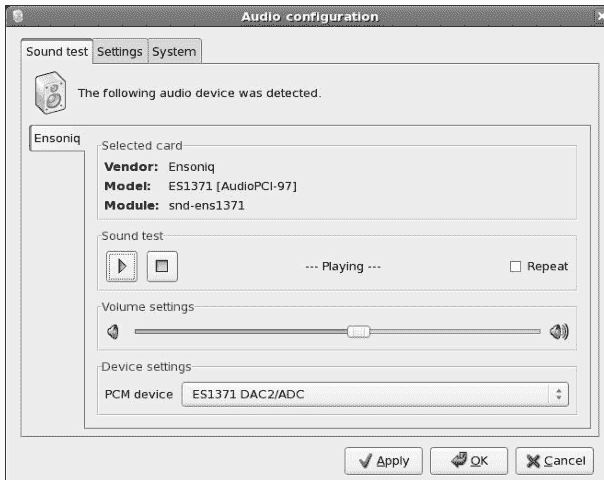 Audio configuration
Sound test Settings System
The following audio device was detected.
Ensoniq
Selected card
Vendor: Ensoniq
Model: ES1371 [AudioPCI-97]
Module: snd-ens1371
Sound test
--- Playing --- Repeat
Volume settings
Device settings
PCM device ES1371 DAC2/ADC
Apply OK Cancel